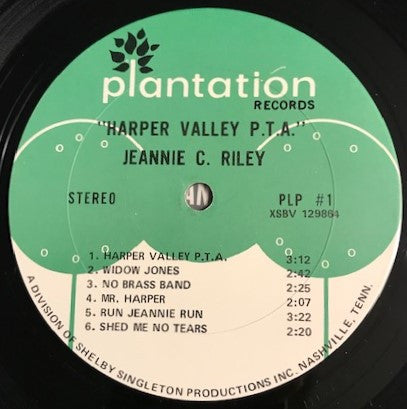 plantation
RECORDS
"HARPER VALLEY P.T.A."
JEANNIE C. RILEY
STEREO PLP #1
XSBV 129864
1. HARPER VALLEY P.T.A. 3:12
2. WIDOW JONES 2:42
3. NO BRASS BAND 2:25
4. MR. HARPER 2:07
5. RUN JEANNIE RUN 3:22
6. SHED ME NO TEARS 2:20
A DIVISION OF SHELBY SINGLETON PRODUCTIONS INC. NASHVILLE, TENN.